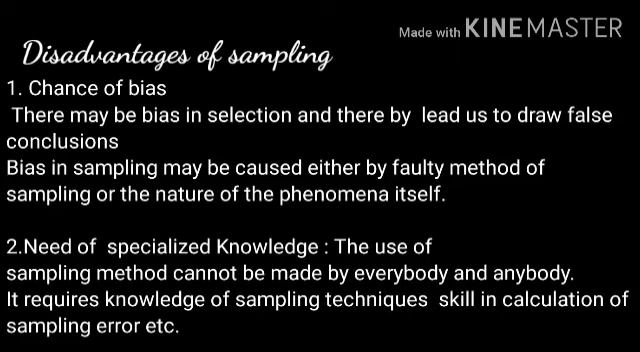 Made with KINEMASTER
Disadvantages of sampling
1. Chance of bias
There may be bias in selection and there by lead us to draw false
conclusions
Bias in sampling may be caused either by faulty method of
sampling or the nature of the phenomena itself.
2.Need of specialized Knowledge : The use of
sampling method cannot be made by everybody and anybody.
It requires knowledge of sampling techniques skill in calculation of
sampling error etc.